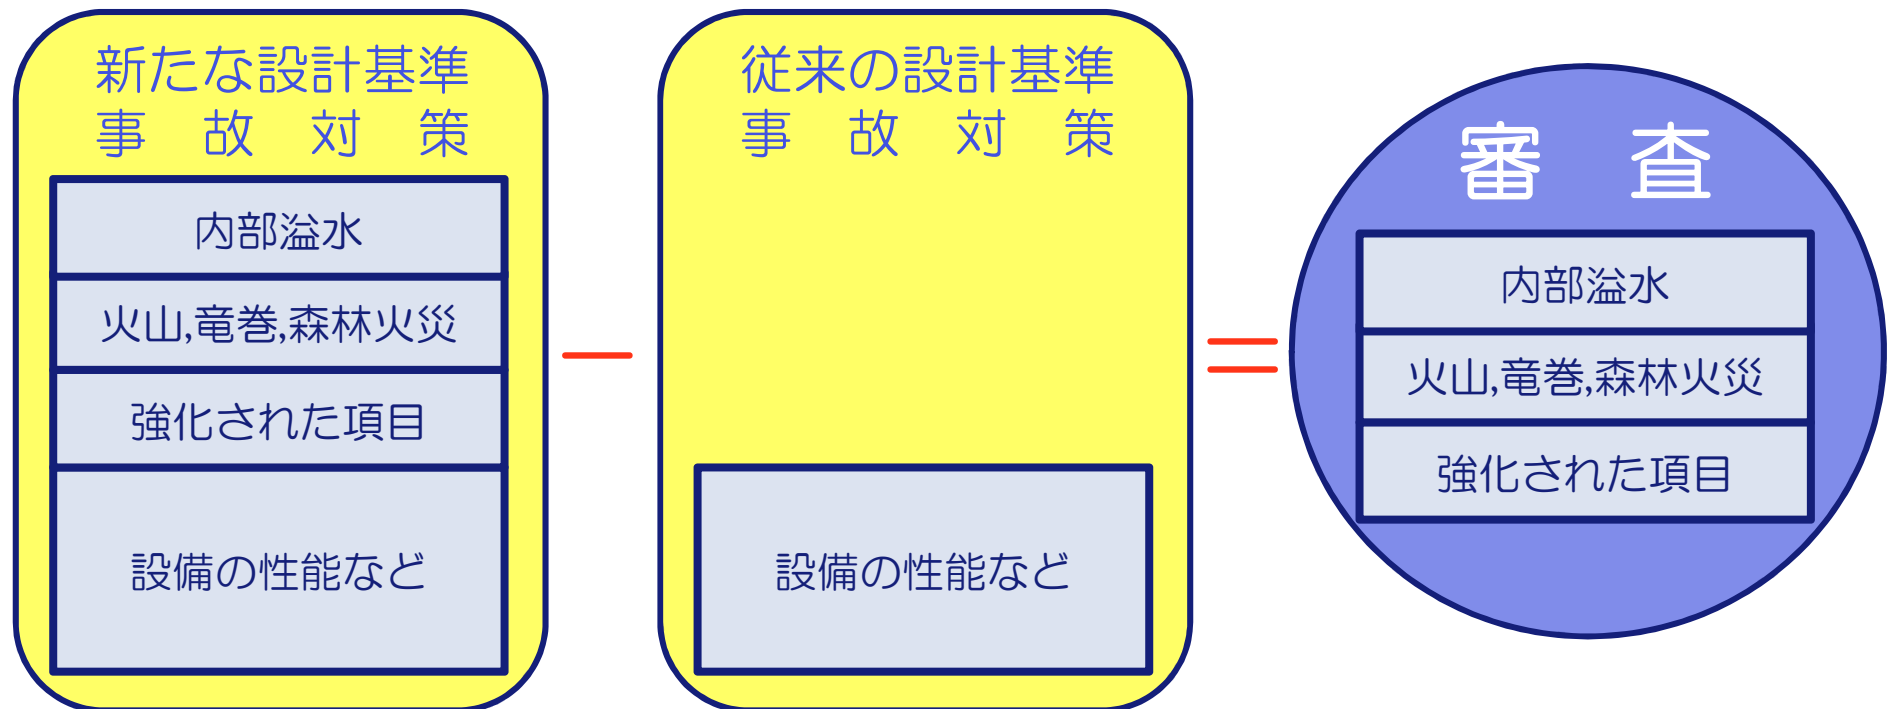 新たな設計基準
事故対策
内部溢水
火山,竜巻,森林火災
強化された項目
設備の性能など
従来の設計基準
事故対策
設備の性能など
審査
内部溢水
火山,竜巻,森林火災
強化された項目